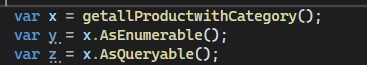 var x = getallProductwithCategory();
var y = x.AsEnumerable();
var z = x.AsQueryable();